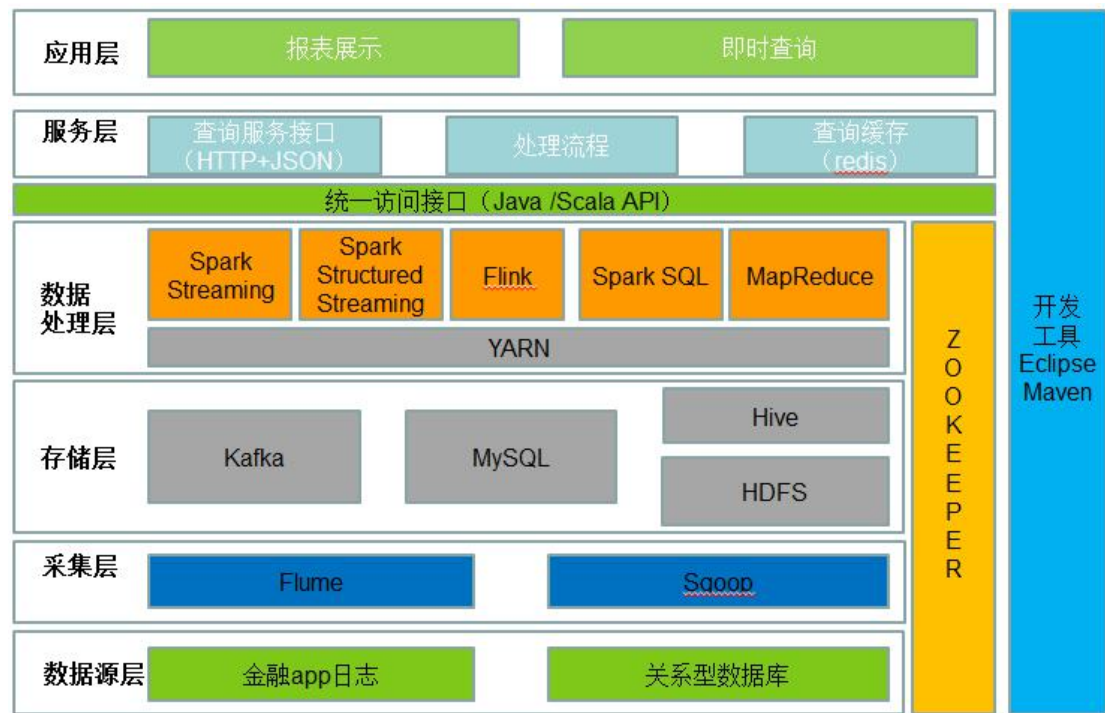 应用层
报表展示
即时查询
服务层
查询服务接口
（HTTP+JSON）
处理流程
查询缓存
（redis）
统一访问接口（Java /Scala API）
数据
处理层
Spark
Streaming
Spark
Structured
Streaming
Flink
Spark SQL
MapReduce
YARN
存储层
Kafka
MySQL
Hive
HDFS
采集层
Flume
Sqoop
数据源层
金融app日志
关系型数据库
Z
O
O
K
E
E
P
E
R
开发
工具
Eclipse
Maven